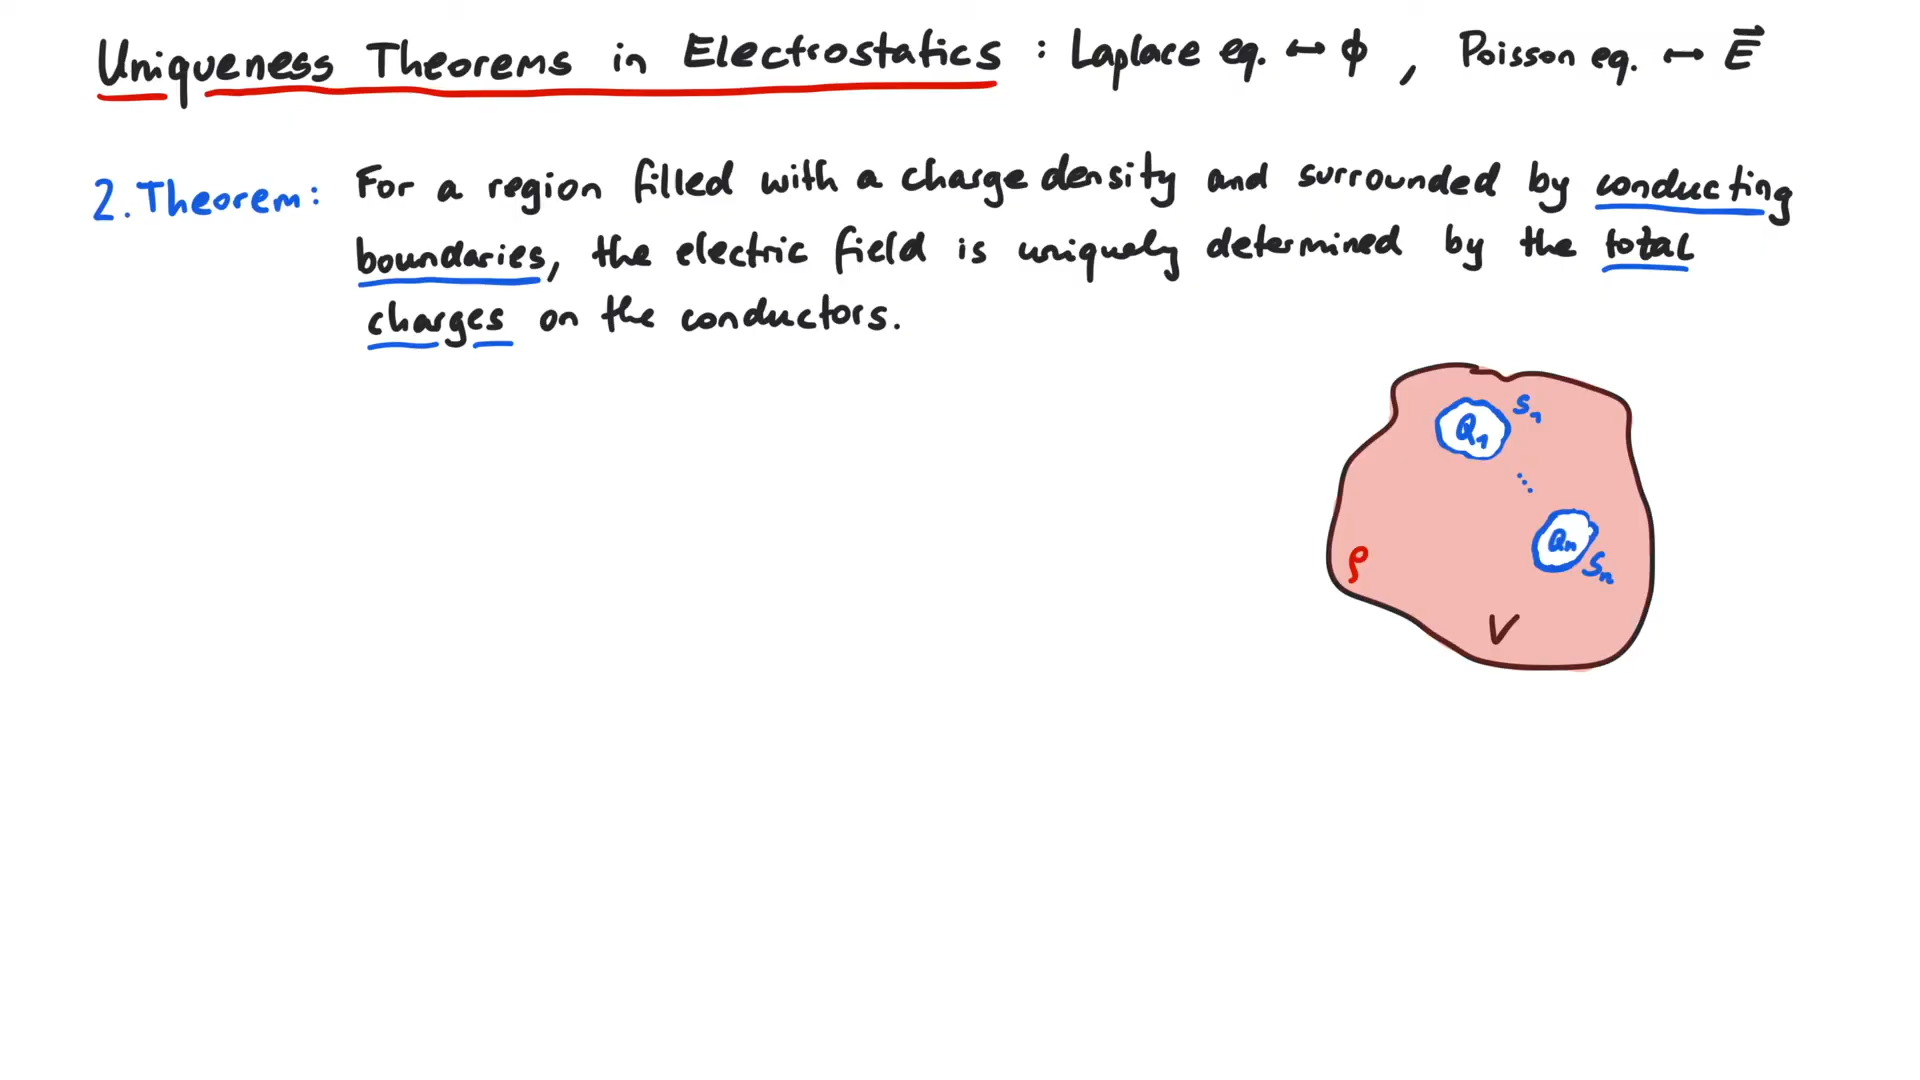 Uniqueness Theorems in Electrostatics : Laplace eq. ↔ ϕ , Poisson eq. ↔ E⃗
2. Theorem: For a region filled with a charge density and surrounded by conducting
boundaries, the electric field is uniquely determined by the total
charges on the conductors.
Q₁ S₁
⋱
Qₙ Sₙ
ρ
V